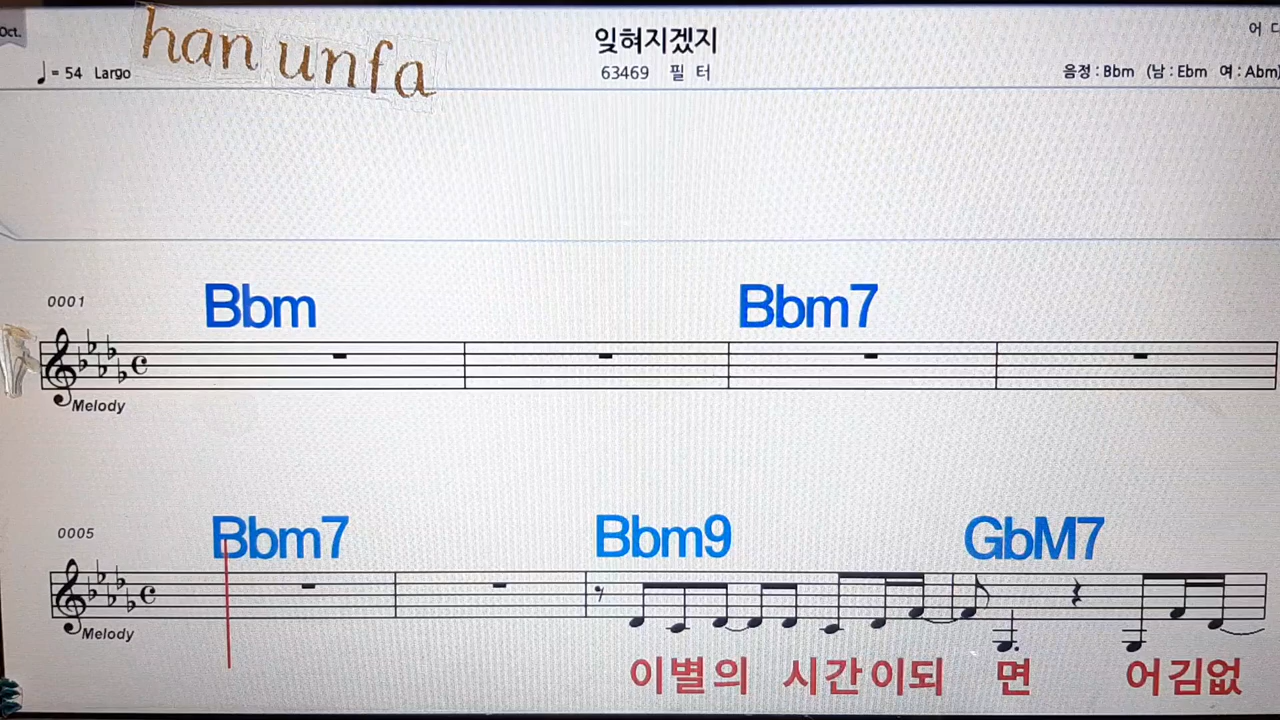 Oct.
han unfa
잊혀지겠지
어 디
♩= 54 Largo
63469 필 터
음정 : Bbm (남 : Ebm 여 : Abm)
0001
Bbm Bbm7
Melody
0005
Bbm7 Bbm9 GbM7
Melody
이별의 시간이되 면 어김없